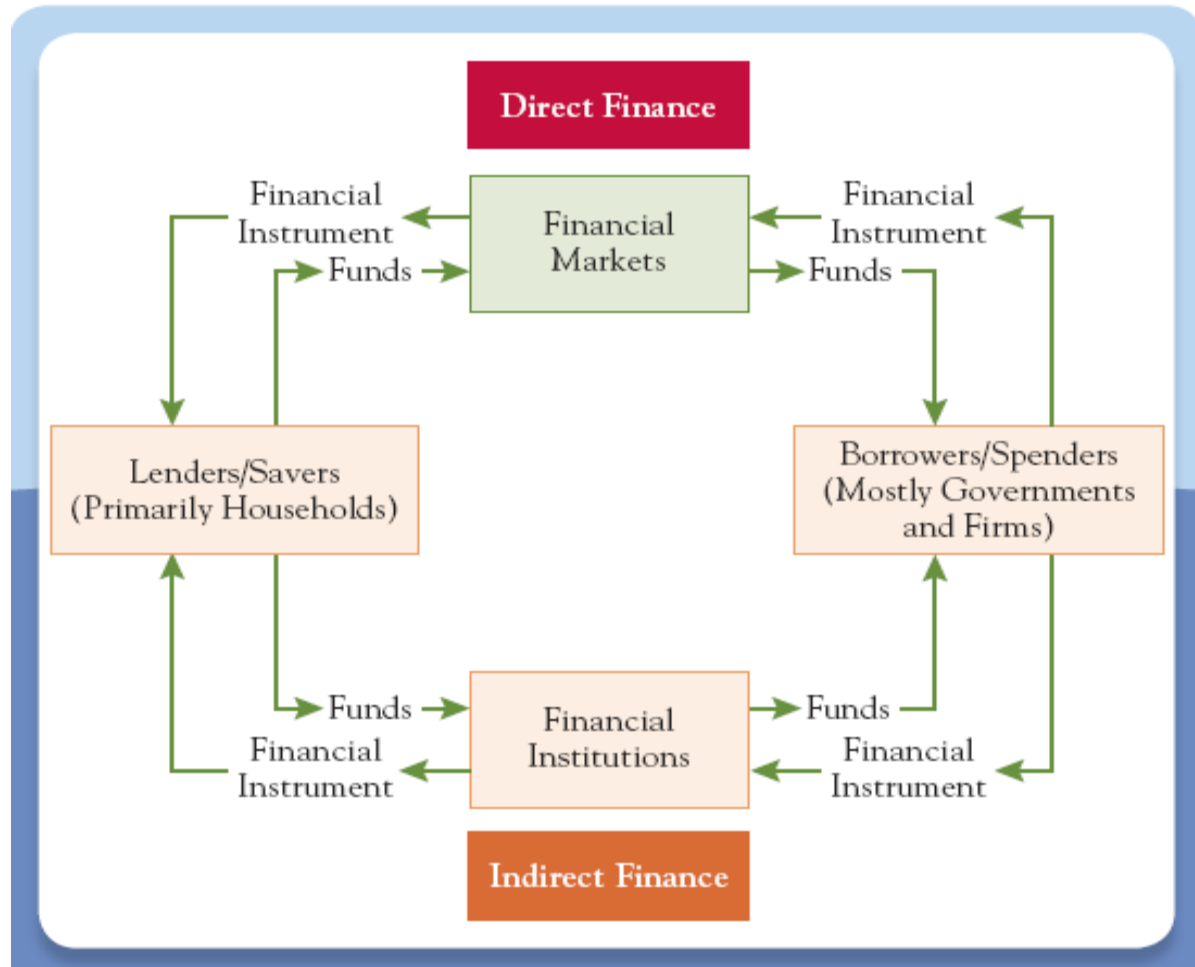 Direct Finance
Financial
Instrument
Funds
Financial
Markets
Financial
Instrument
Funds
Lenders/Savers
(Primarily Households)
Borrowers/Spenders
(Mostly Governments
and Firms)
Funds
Financial
Instrument
Financial
Institutions
Funds
Financial
Instrument
Indirect Finance